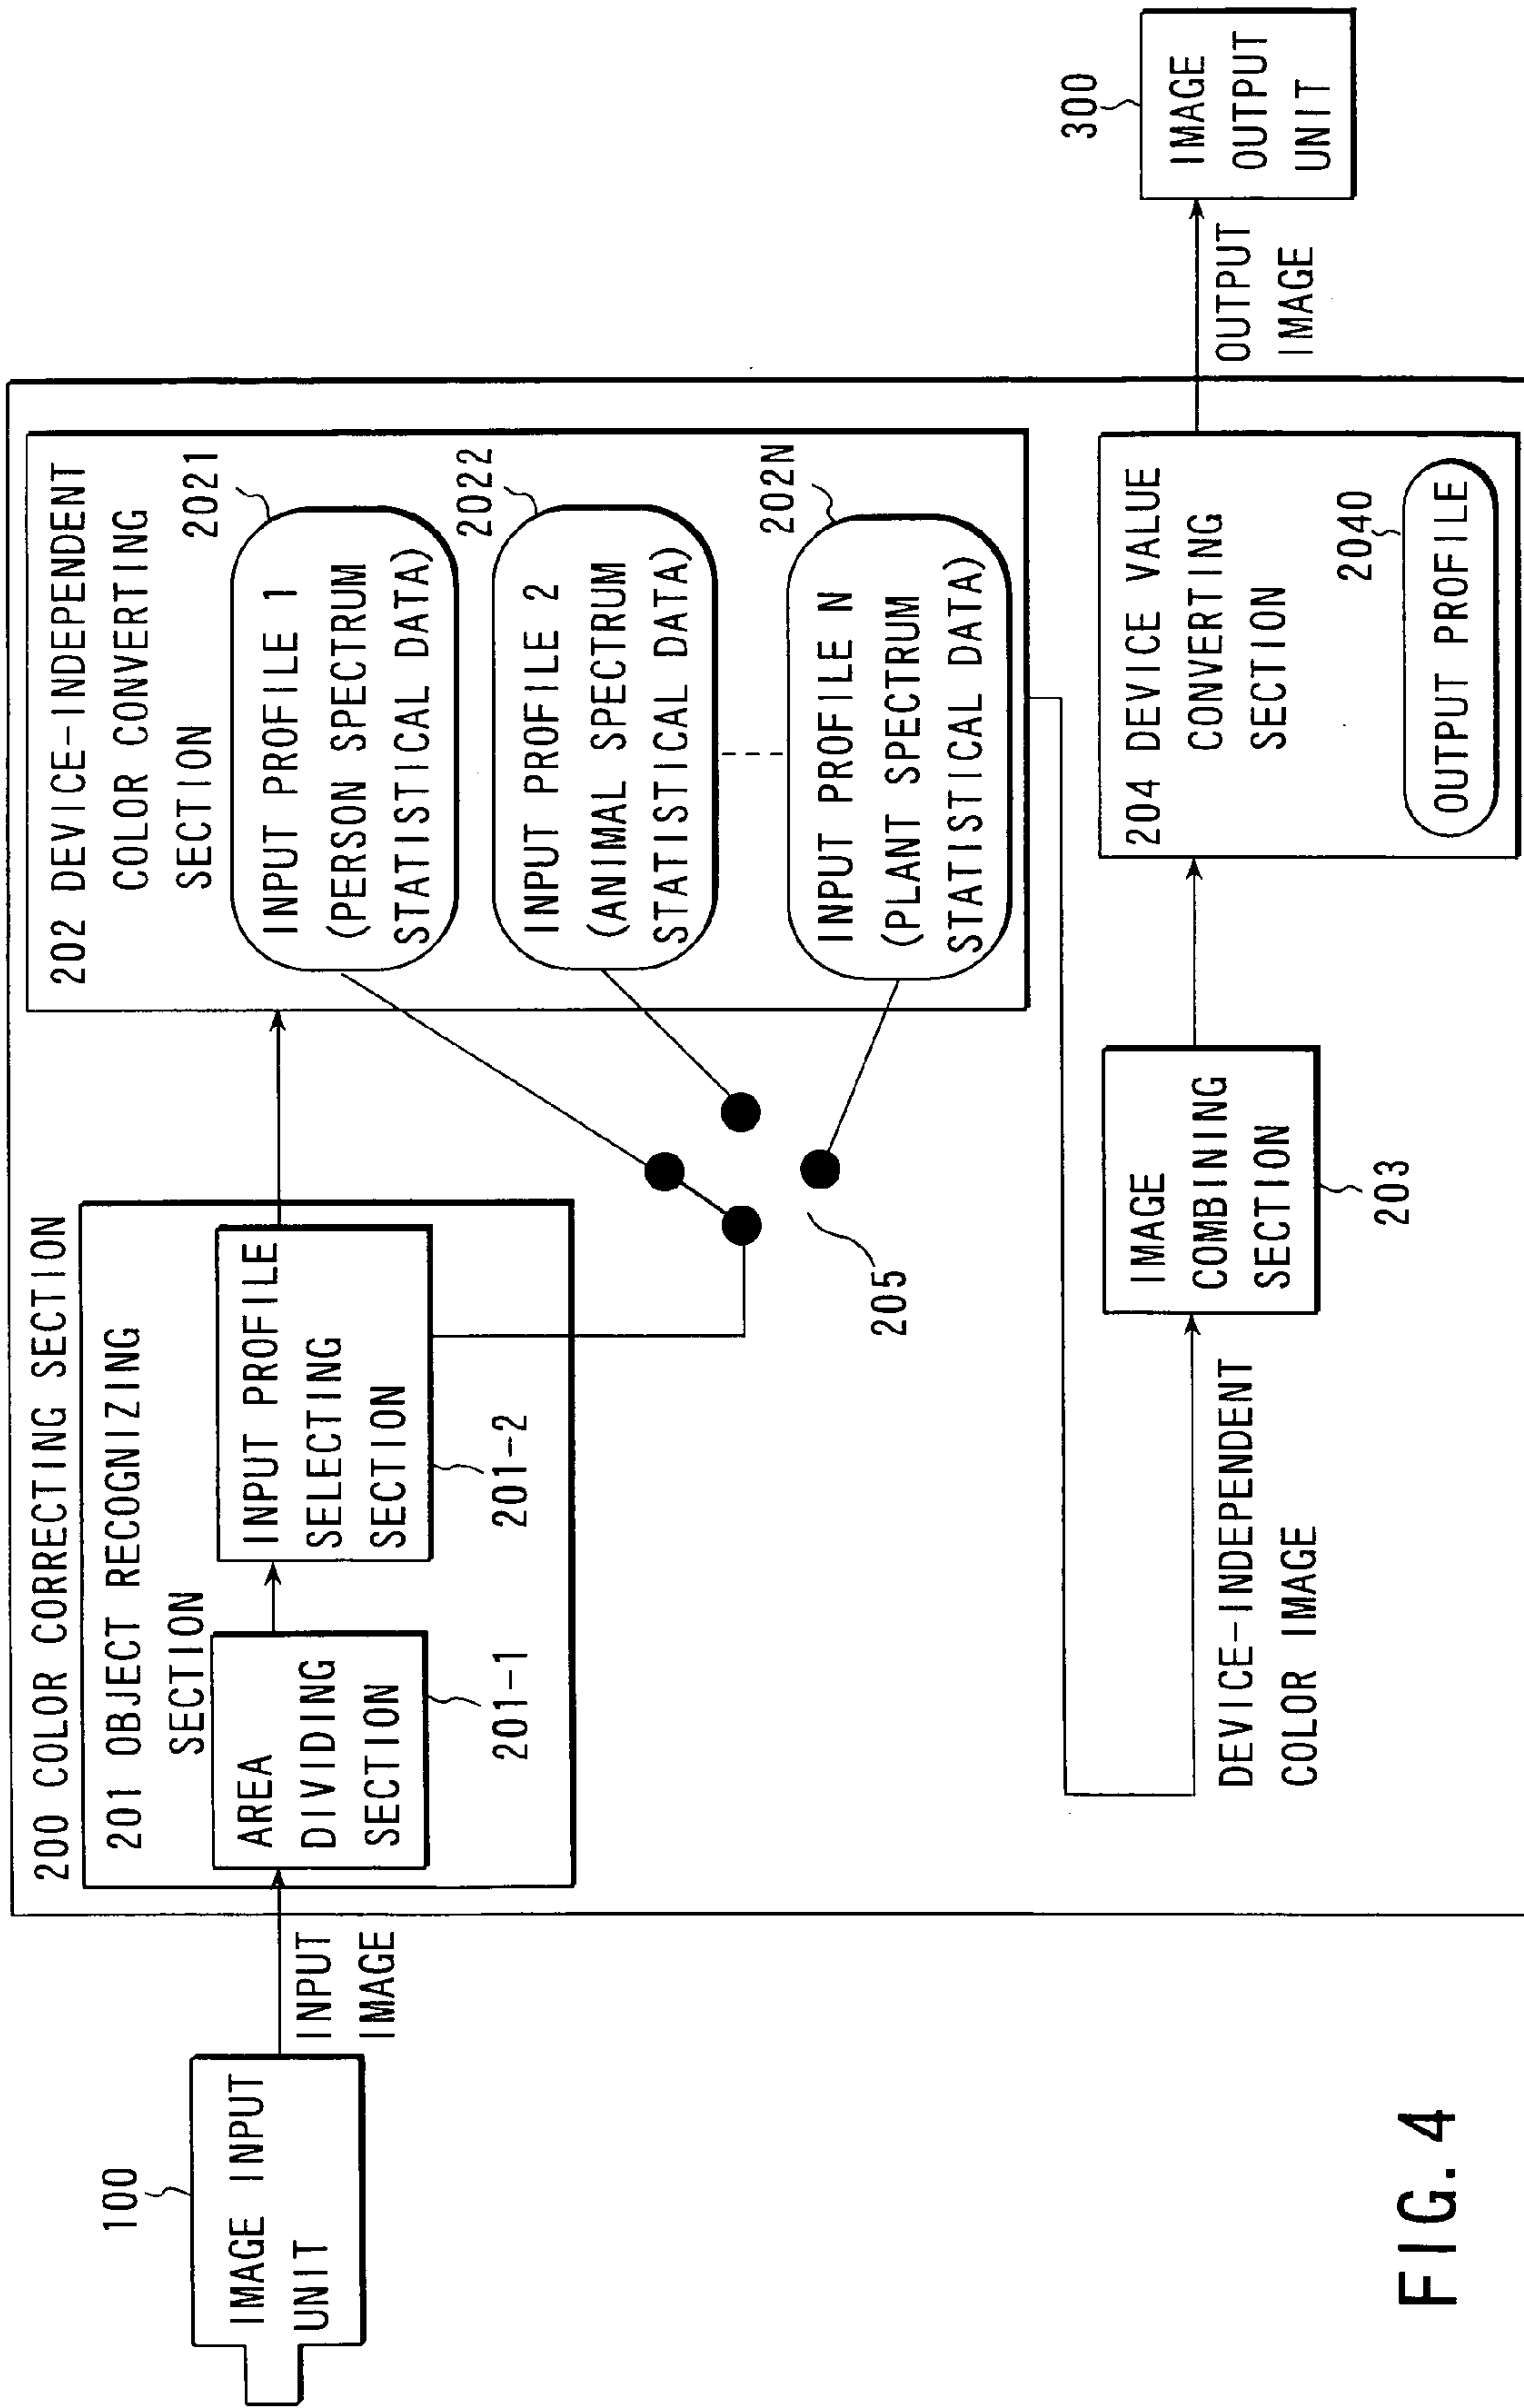 100
IMAGE INPUT
UNIT
INPUT
IMAGE
200 COLOR CORRECTING SECTION
201 OBJECT RECOGNIZING
SECTION
AREA
DIVIDING
SECTION
201-1
INPUT PROFILE
SELECTING
SECTION
201-2
205
202 DEVICE-INDEPENDENT
COLOR CONVERTING
SECTION
2021
INPUT PROFILE 1
(PERSON SPECTRUM
STATISTICAL DATA)
2022
INPUT PROFILE 2
(ANIMAL SPECTRUM
STATISTICAL DATA)
202N
INPUT PROFILE N
(PLANT SPECTRUM
STATISTICAL DATA)
DEVICE-INDEPENDENT
COLOR IMAGE
IMAGE
COMBINING
SECTION
203
204 DEVICE VALUE
CONVERTING
SECTION
2040
OUTPUT PROFILE
OUTPUT
IMAGE
300
IMAGE
OUTPUT
UNIT
FIG. 4